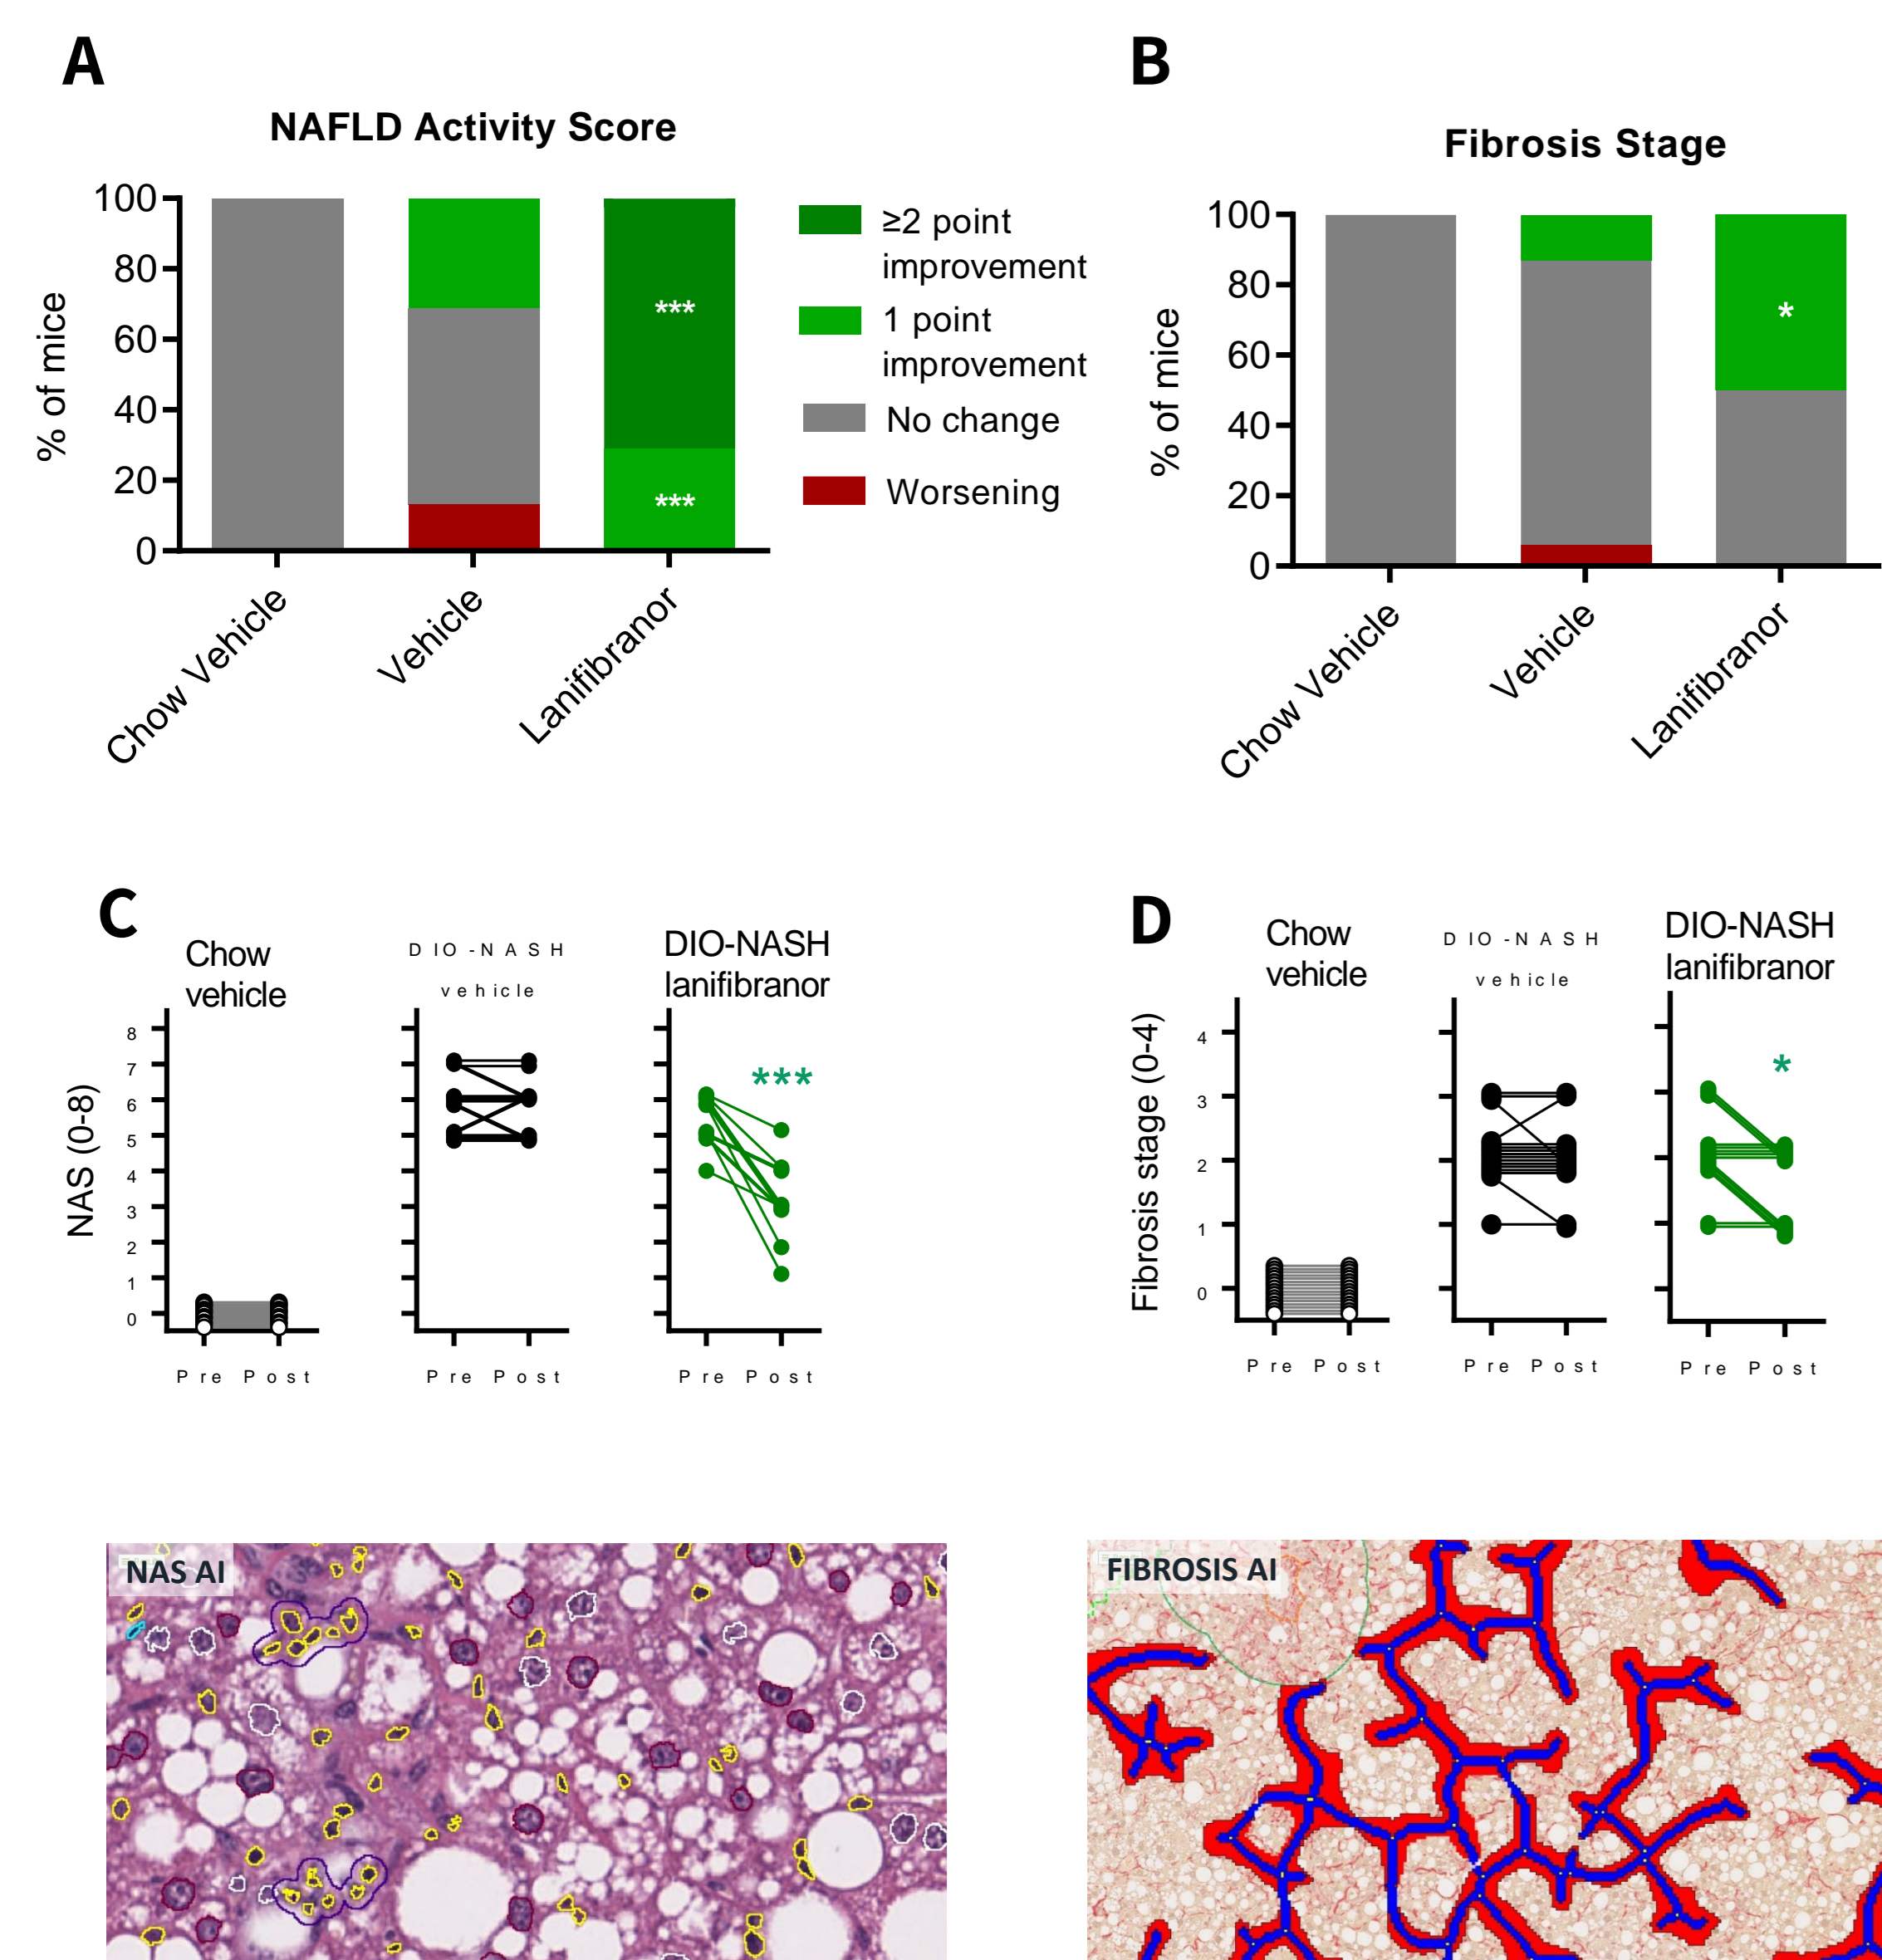 A
NAFLD Activity Score
% of mice
100
80
60
40
20
0
***
***
Chow Vehicle
Vehicle
Lanifibranor
≥2 point
improvement
1 point
improvement
No change
Worsening
B
Fibrosis Stage
% of mice
100
80
60
40
20
0
*
Chow Vehicle
Vehicle
Lanifibranor
C
Chow
vehicle
DIO-NASH
vehicle
DIO-NASH
lanifibranor
NAS (0-8)
8
7
6
5
4
3
2
1
0
***
Pre Post
Pre Post
Pre Post
D
Chow
vehicle
DIO-NASH
vehicle
DIO-NASH
lanifibranor
Fibrosis stage (0-4)
4
3
2
1
0
*
Pre Post
Pre Post
Pre Post
NAS AI
FIBROSIS AI